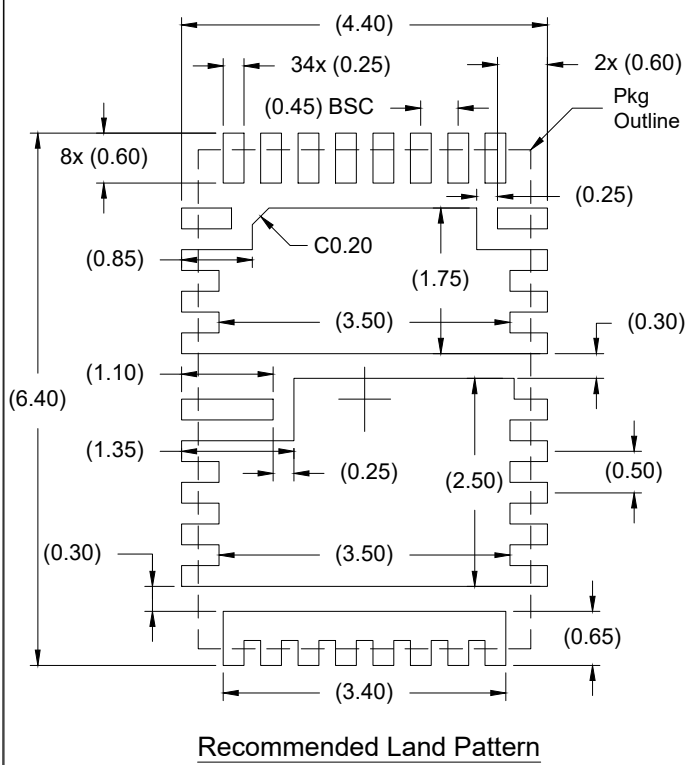 (4.40)
34x (0.25)
2x (0.60)
(0.45) BSC
Pkg
Outline
8x (0.60)
(0.25)
C0.20
(0.85)
(1.75)
(3.50)
(0.30)
(1.10)
(6.40)
(1.35)
(0.25)
(2.50)
(0.50)
(0.30)
(3.50)
(0.65)
(3.40)
Recommended Land Pattern